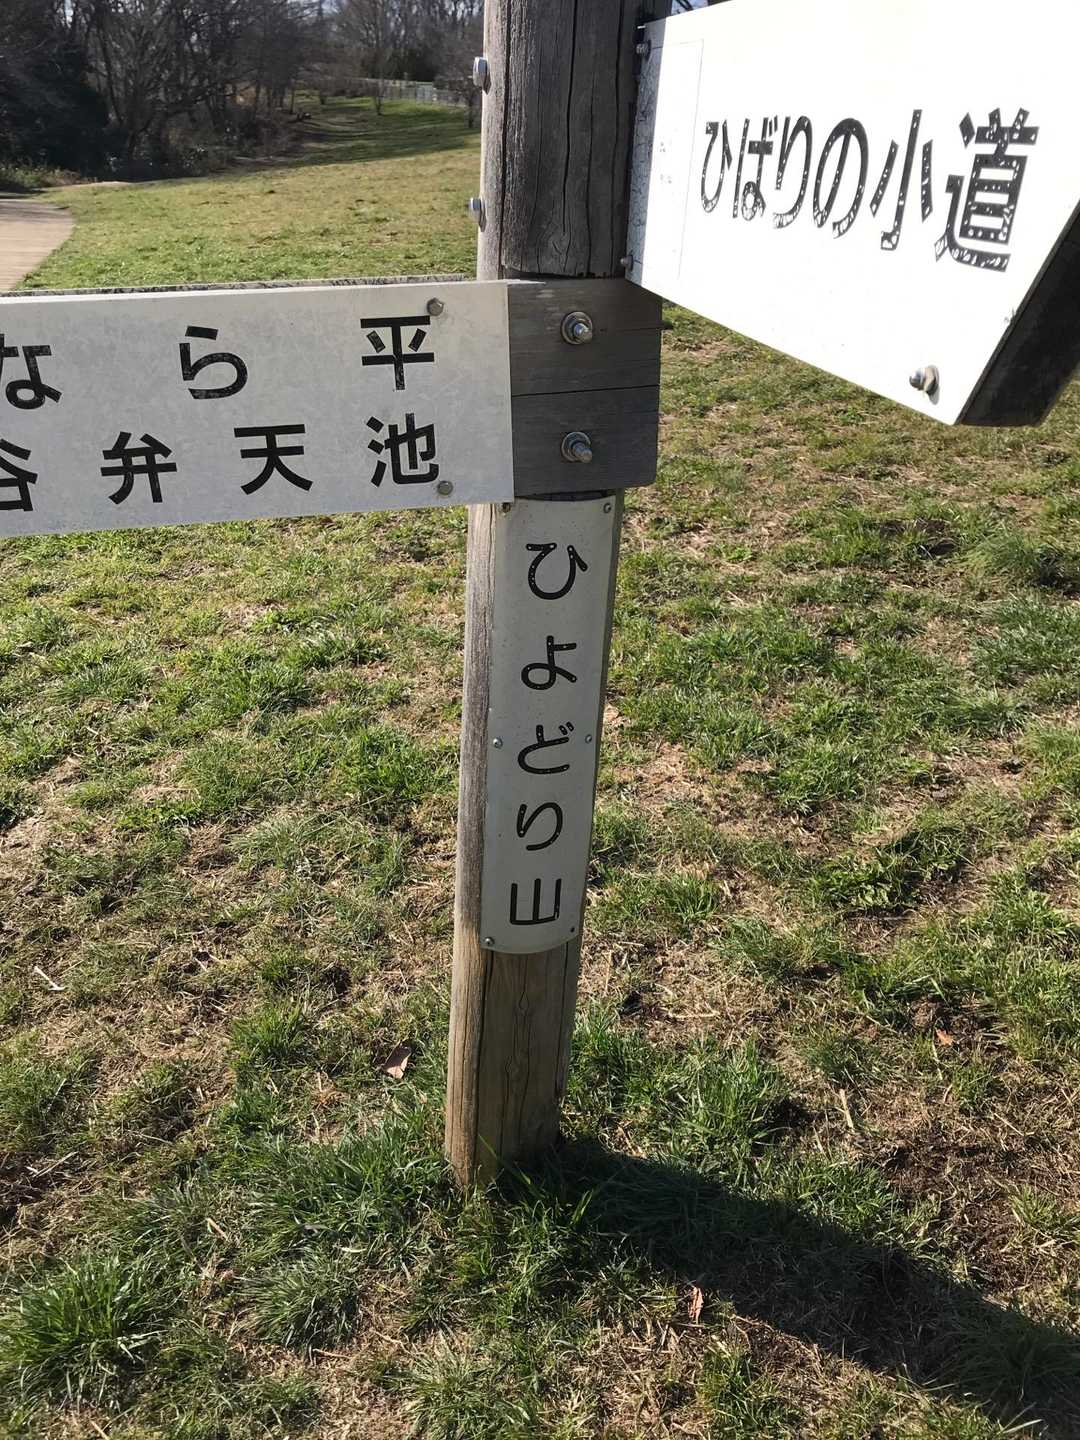 ひばりの小道
なら平
谷弁天池
ひよどり山